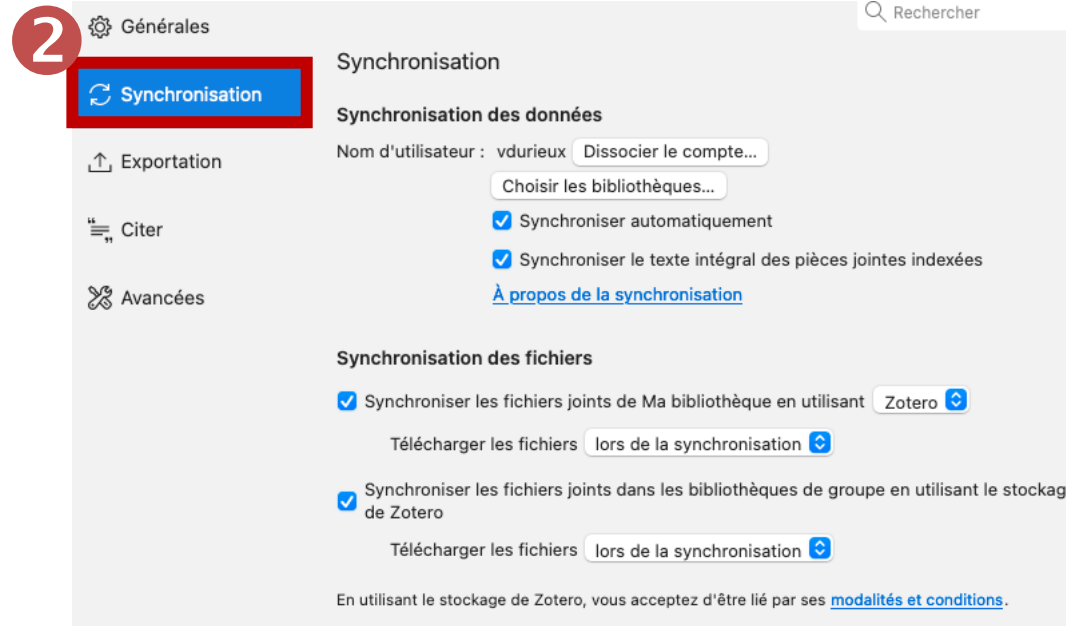 2
Générales
Rechercher
Synchronisation
Synchronisation
Synchronisation des données
Nom d'utilisateur : vdurieux Dissocier le compte...
Choisir les bibliothèques...
Exportation
Synchroniser automatiquement
Citer
Synchroniser le texte intégral des pièces jointes indexées
Avancées
À propos de la synchronisation
Synchronisation des fichiers
Synchroniser les fichiers joints de Ma bibliothèque en utilisant Zotero
Télécharger les fichiers lors de la synchronisation
Synchroniser les fichiers joints dans les bibliothèques de groupe en utilisant le stockag
de Zotero
Télécharger les fichiers lors de la synchronisation
En utilisant le stockage de Zotero, vous acceptez d'être lié par ses modalités et conditions.